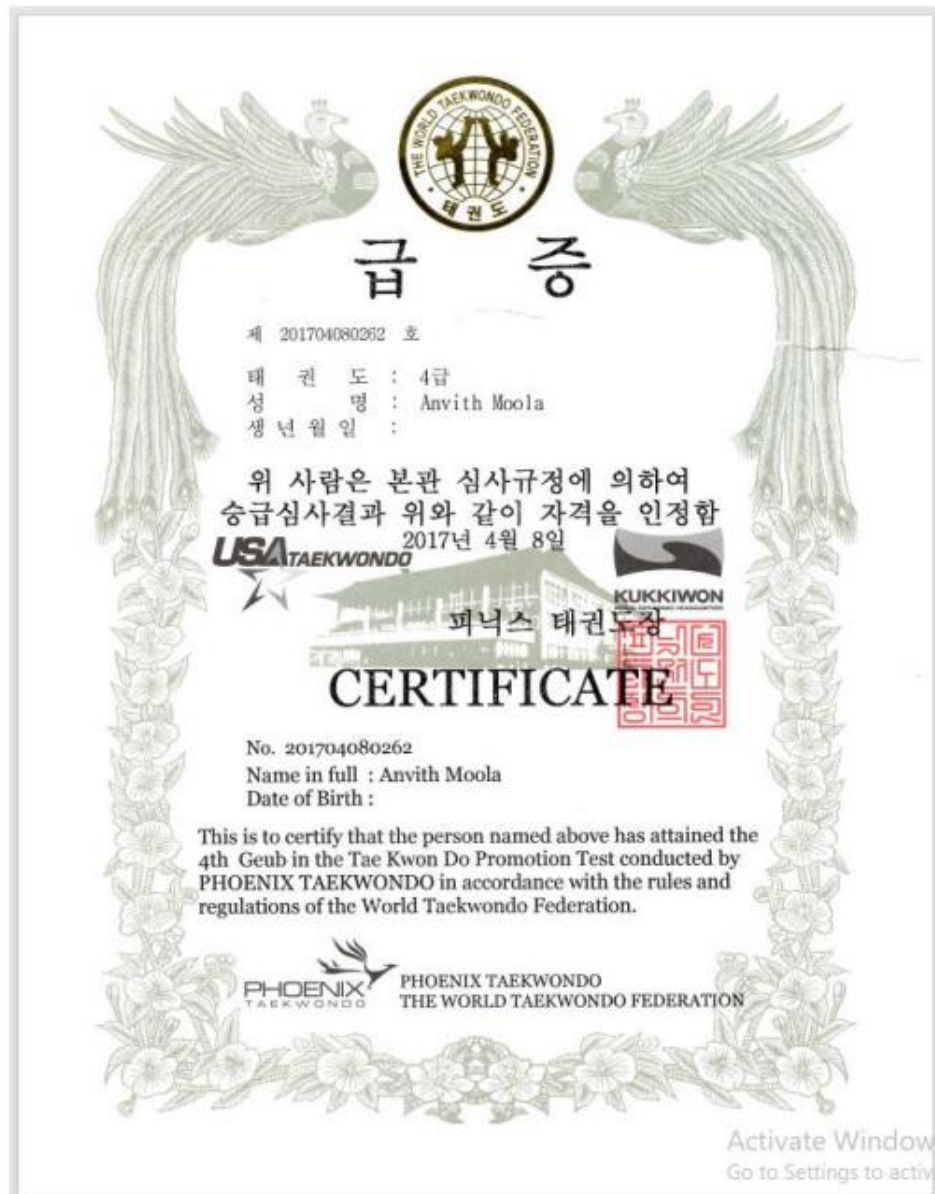 THE WORLD TAEKWONDO FEDERATION
태권도
급 증
제 201704080262 호
태 권 도 : 4급
성 명 : Anvith Moola
생 년 월 일 :
위 사람은 본관 심사규정에 의하여
승급심사결과 위와 같이 자격을 인정함
2017년 4월 8일
USA TAEKWONDO
KUKKIWON
피닉스 태권도장
CERTIFICATE
No. 201704080262
Name in full : Anvith Moola
Date of Birth :
This is to certify that the person named above has attained the
4th Geub in the Tae Kwon Do Promotion Test conducted by
PHOENIX TAEKWONDO in accordance with the rules and
regulations of the World Taekwondo Federation.
PHOENIX
TAEKWONDO
PHOENIX TAEKWONDO
THE WORLD TAEKWONDO FEDERATION
Activate Window
Go to Settings to activ